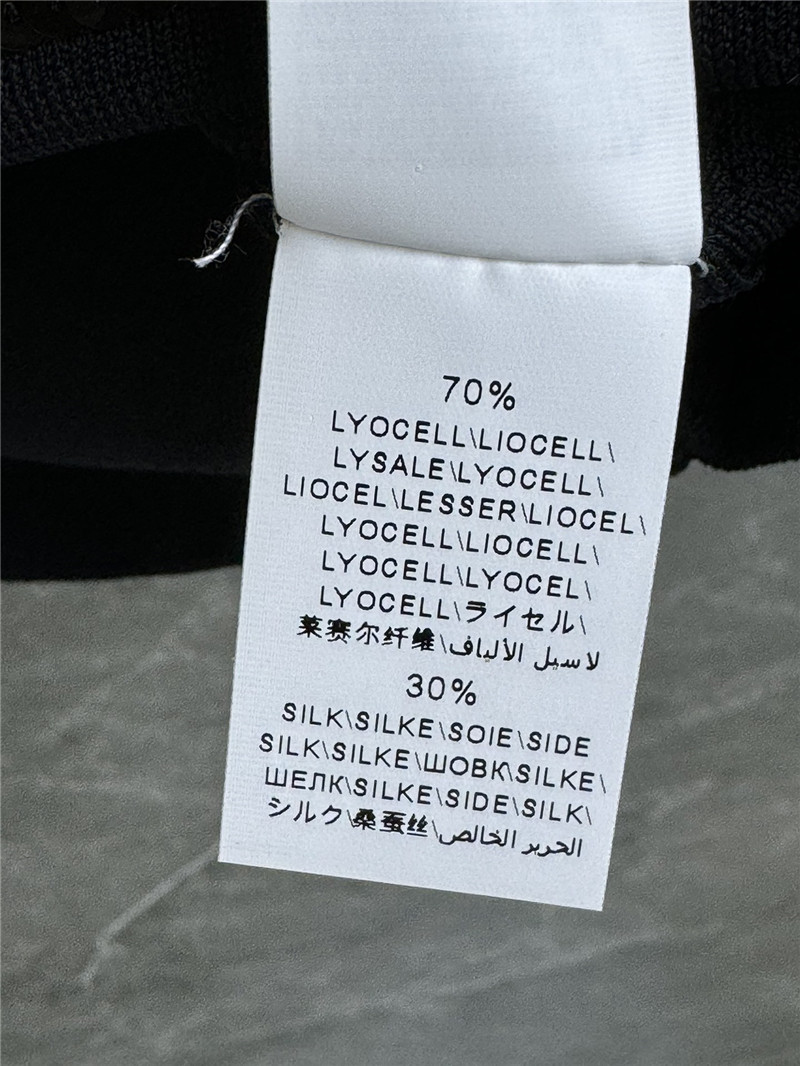 70%
LYOCELL\LIOCELL\
LYSALE\LYOCELL\
LIOCEL\LESSER\LIOCEL\
LYOCELL\LIOCELL\
LYOCELL\LYOCEL\
LYOCELL\ライセル\
莱赛尔纤维\لاسيل الألياف
30%
SILK\SILKE\SOIE\SIDE
SILK\SILKE\ШОВК\SILKE\
ШЕЛК\SILKE\SIDE\SILK\
シルク\桑蚕丝\الحرير الخالص